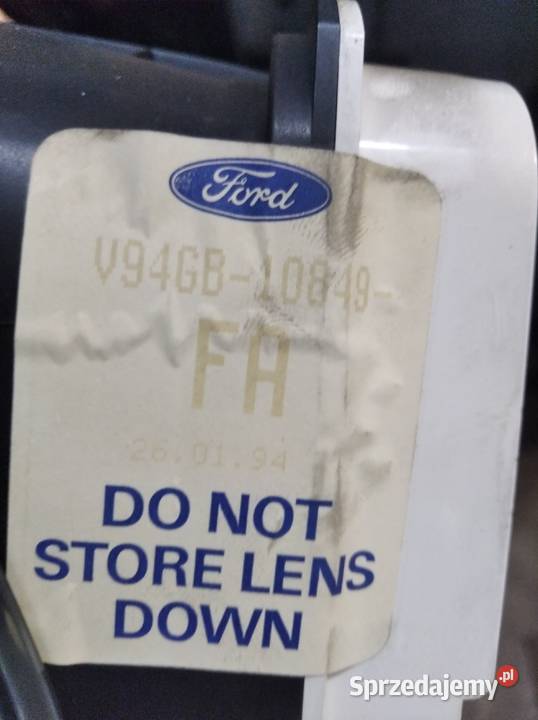 Ford
V94GB-10849-
FA
26.01.94
DO NOT
STORE LENS
DOWN
Sprzedajemy.pl